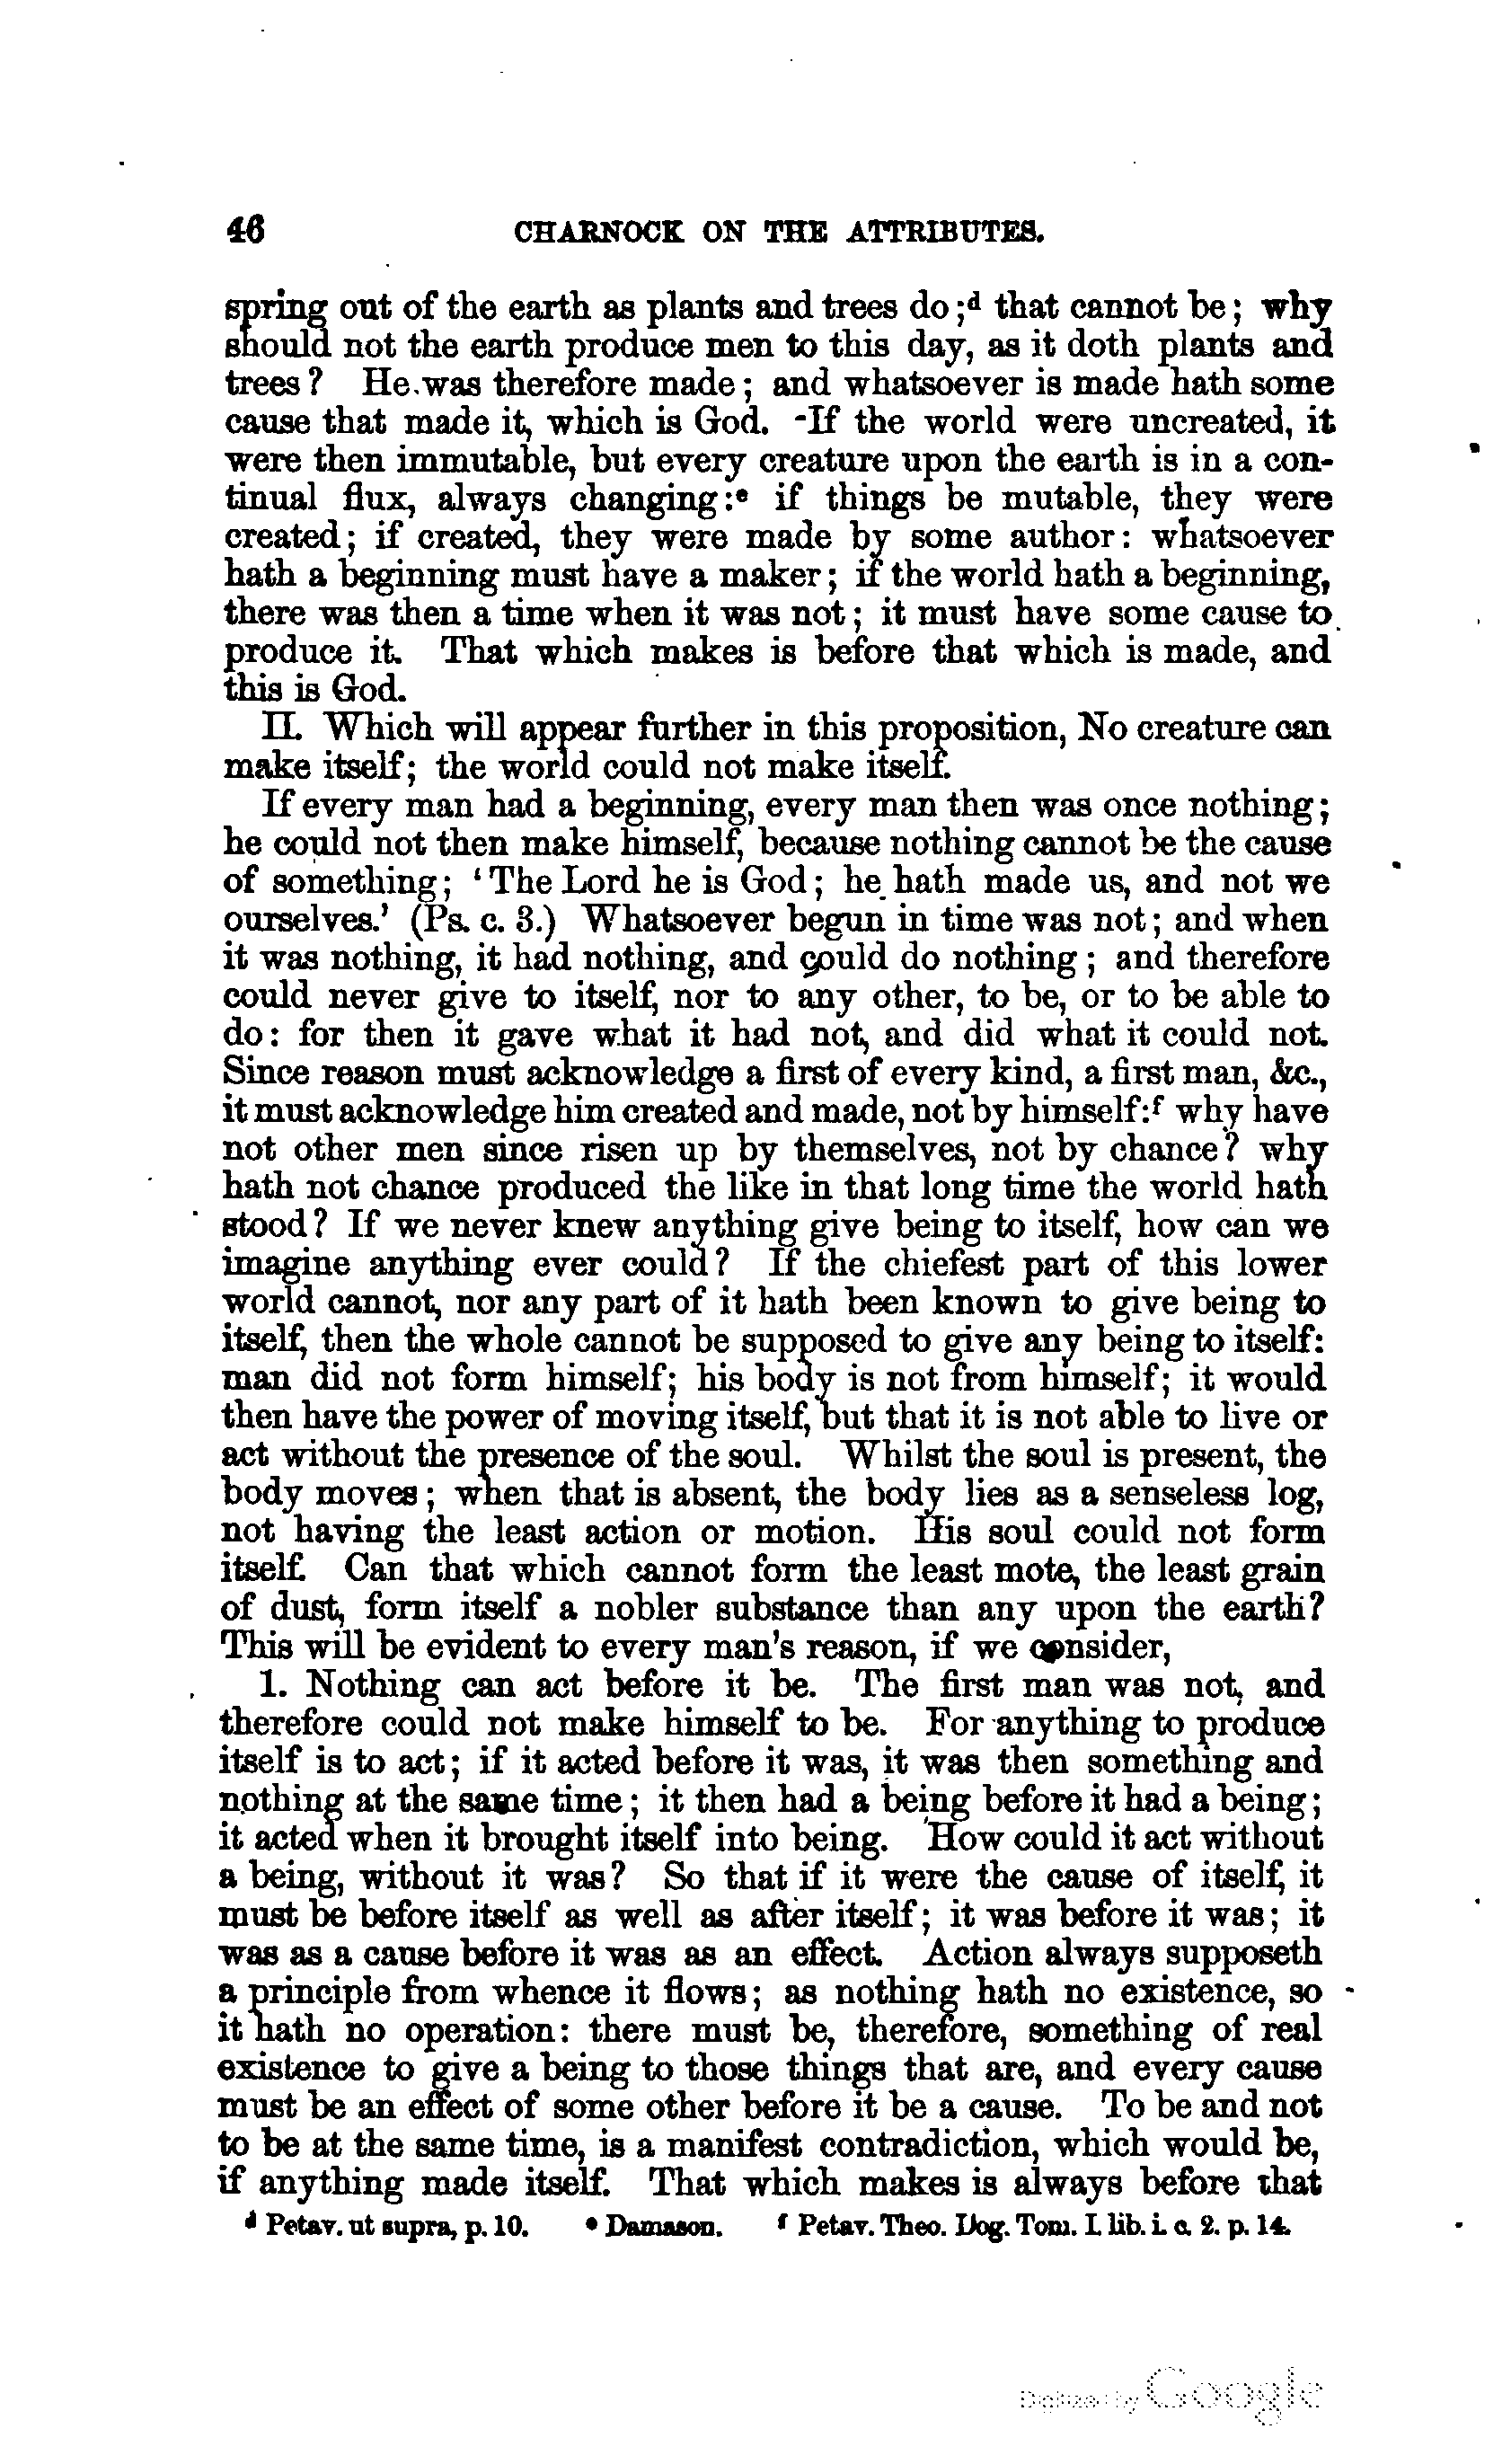 46 CHARNOCK ON THE ATTRIBUTES.
spring out of the earth as plants and trees do;ᵈ that cannot be; why
should not the earth produce men to this day, as it doth plants and
trees? He was therefore made; and whatsoever is made hath some
cause that made it, which is God. If the world were uncreated, it
were then immutable, but every creature upon the earth is in a con-
tinual flux, always changing:ᵉ if things be mutable, they were
created; if created, they were made by some author: whatsoever
hath a beginning must have a maker; if the world hath a beginning,
there was then a time when it was not; it must have some cause to
produce it. That which makes is before that which is made, and
this is God.
II. Which will appear further in this proposition, No creature can
make itself; the world could not make itself.
If every man had a beginning, every man then was once nothing;
he could not then make himself, because nothing cannot be the cause
of something; ‘The Lord he is God; he hath made us, and not we
ourselves.’ (Ps. c. 3.) Whatsoever begun in time was not; and when
it was nothing, it had nothing, and could do nothing; and therefore
could never give to itself, nor to any other, to be, or to be able to
do: for then it gave what it had not, and did what it could not.
Since reason must acknowledge a first of every kind, a first man, &c.,
it must acknowledge him created and made, not by himself:ᶠ why have
not other men since risen up by themselves, not by chance? why
hath not chance produced the like in that long time the world hath
stood? If we never knew anything give being to itself, how can we
imagine anything ever could? If the chiefest part of this lower
world cannot, nor any part of it hath been known to give being to
itself, then the whole cannot be supposed to give any being to itself:
man did not form himself; his body is not from himself; it would
then have the power of moving itself, but that it is not able to live or
act without the presence of the soul. Whilst the soul is present, the
body moves; when that is absent, the body lies as a senseless log,
not having the least action or motion. His soul could not form
itself. Can that which cannot form the least mote, the least grain
of dust, form itself a nobler substance than any upon the earth?
This will be evident to every man's reason, if we consider,
1. Nothing can act before it be. The first man was not, and
therefore could not make himself to be. For anything to produce
itself is to act; if it acted before it was, it was then something and
nothing at the same time; it then had a being before it had a being;
it acted when it brought itself into being. How could it act without
a being, without it was? So that if it were the cause of itself, it
must be before itself as well as after itself; it was before it was; it
was as a cause before it was as an effect. Action always supposeth
a principle from whence it flows; as nothing hath no existence, so
it hath no operation: there must be, therefore, something of real
existence to give a being to those things that are, and every cause
must be an effect of some other before it be a cause. To be and not
to be at the same time, is a manifest contradiction, which would be,
if anything made itself. That which makes is always before that
ᵈ Petav. ut supra, p. 10. ᵉ Damason. ᶠ Petav. Theo. Dog. Tom. I. lib. i. c. 2. p. 14.
Digitized by Google